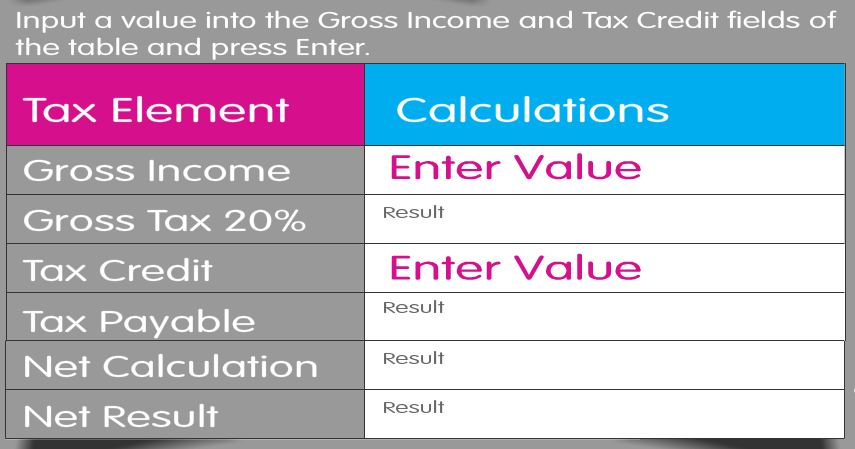 Input a value into the Gross Income and Tax Credit fields of
the table and press Enter.
Tax Element Calculations
Gross Income Enter Value
Gross Tax 20% Result
Tax Credit Enter Value
Tax Payable Result
Net Calculation Result
Net Result Result